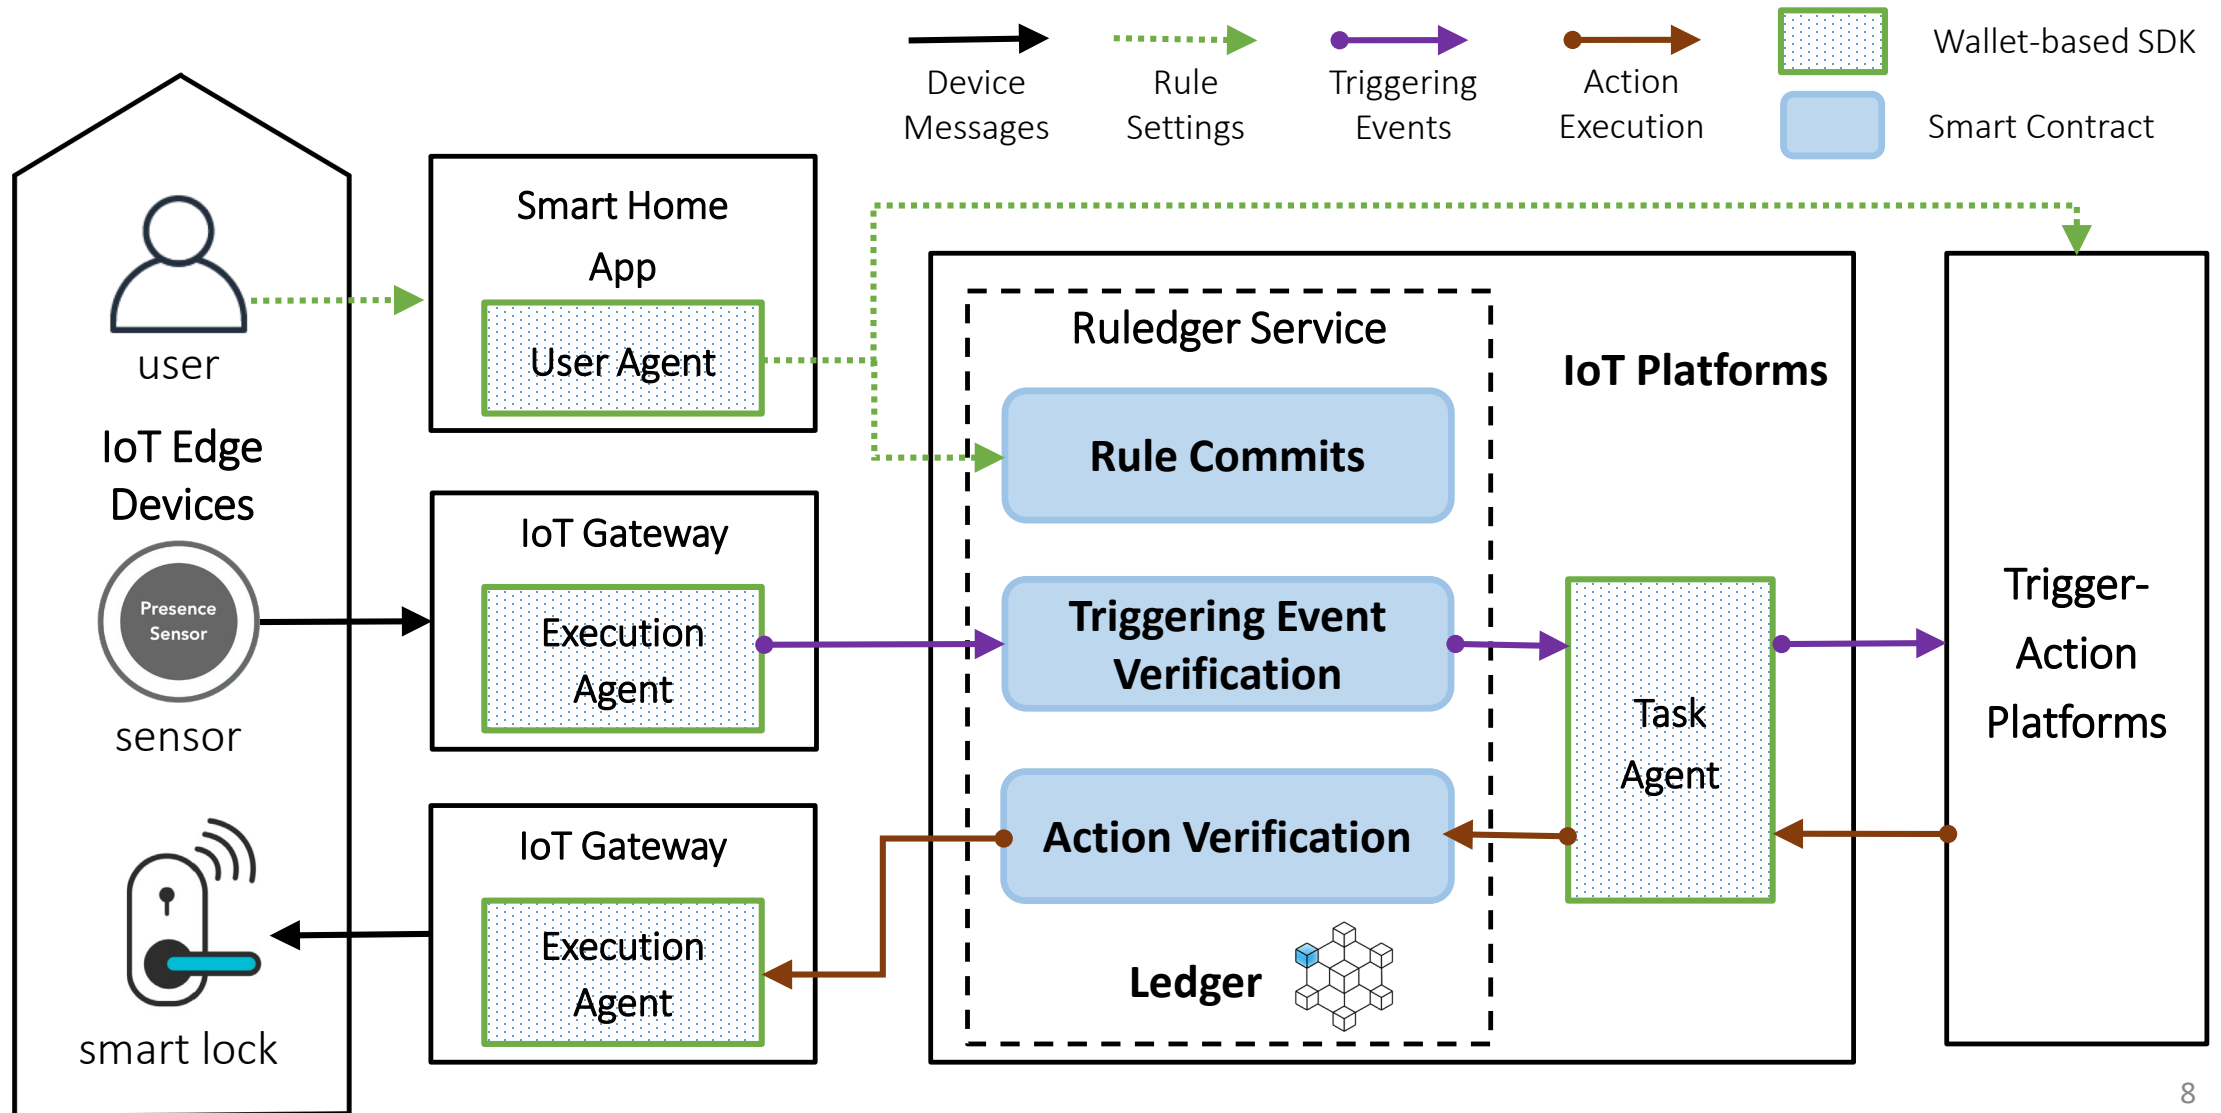 Device
Messages
Rule
Settings
Triggering
Events
Action
Execution
Wallet-based SDK
Smart Contract
user
IoT Edge
Devices
Presence
Sensor
sensor
smart lock
Smart Home
App
User Agent
IoT Gateway
Execution
Agent
IoT Gateway
Execution
Agent
Ruledger Service
IoT Platforms
Rule Commits
Triggering Event
Verification
Action Verification
Ledger
Task
Agent
Trigger-
Action
Platforms
8